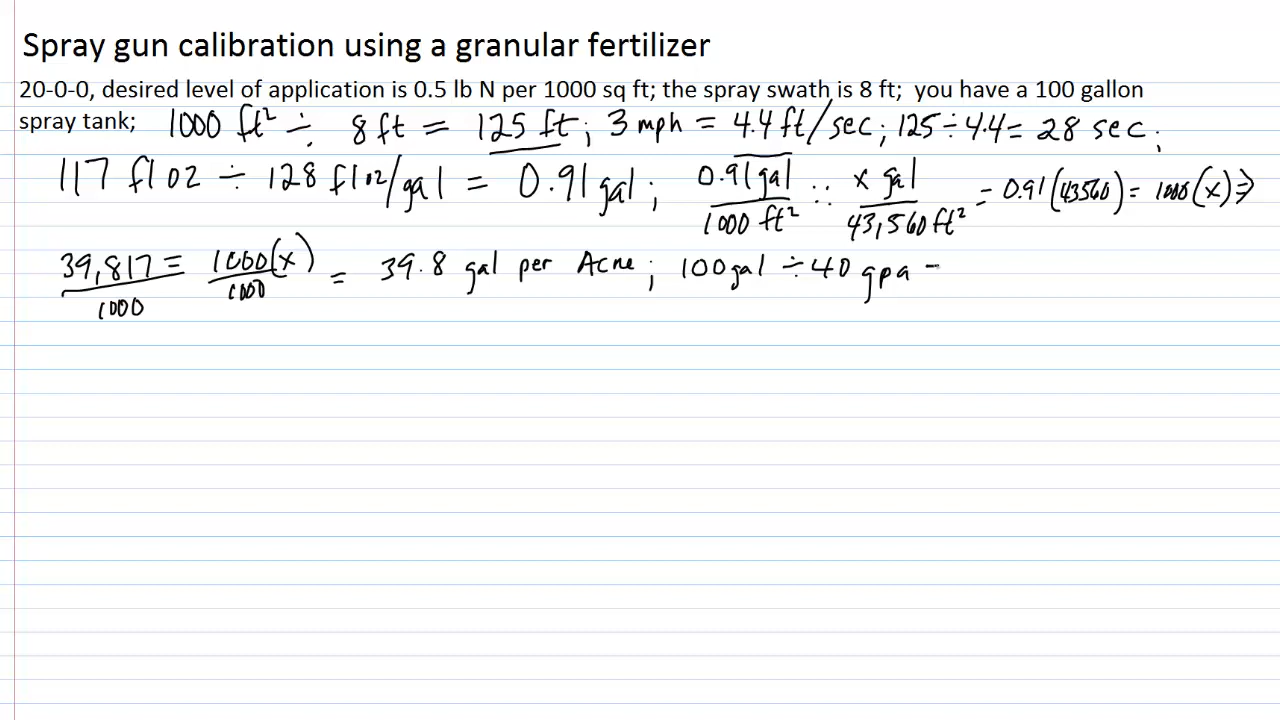 Spray gun calibration using a granular fertilizer
20-0-0, desired level of application is 0.5 lb N per 1000 sq ft; the spray swath is 8 ft; you have a 100 gallon
spray tank; 1000 ft² ÷ 8 ft = 125 ft; 3 mph = 4.4 ft/sec; 125 ÷ 4.4 = 28 sec;
117 fl oz ÷ 128 fl oz/gal = 0.91 gal; 0.91 gal / 1000 ft² :: x gal / 43,560 ft² = 0.91 (43560) = 1000 (x) ⇒
39,817 / 1000 = 1000(x) / 1000 = 39.8 gal per Acre; 100 gal ÷ 40 gpa =